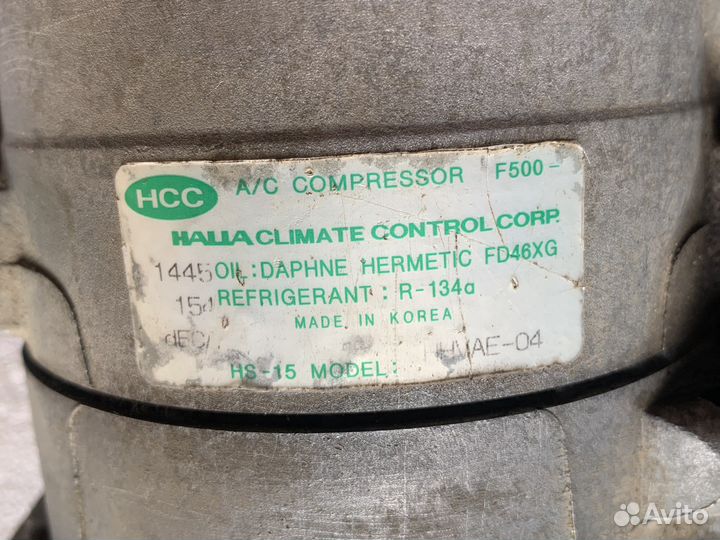 HCC A/C COMPRESSOR F500-
HALLA CLIMATE CONTROL CORP.
1445 OIL: DAPHNE HERMETIC FD46XG
REFRIGERANT: R-134a
MADE IN KOREA
HS-15 MODEL:
Avito